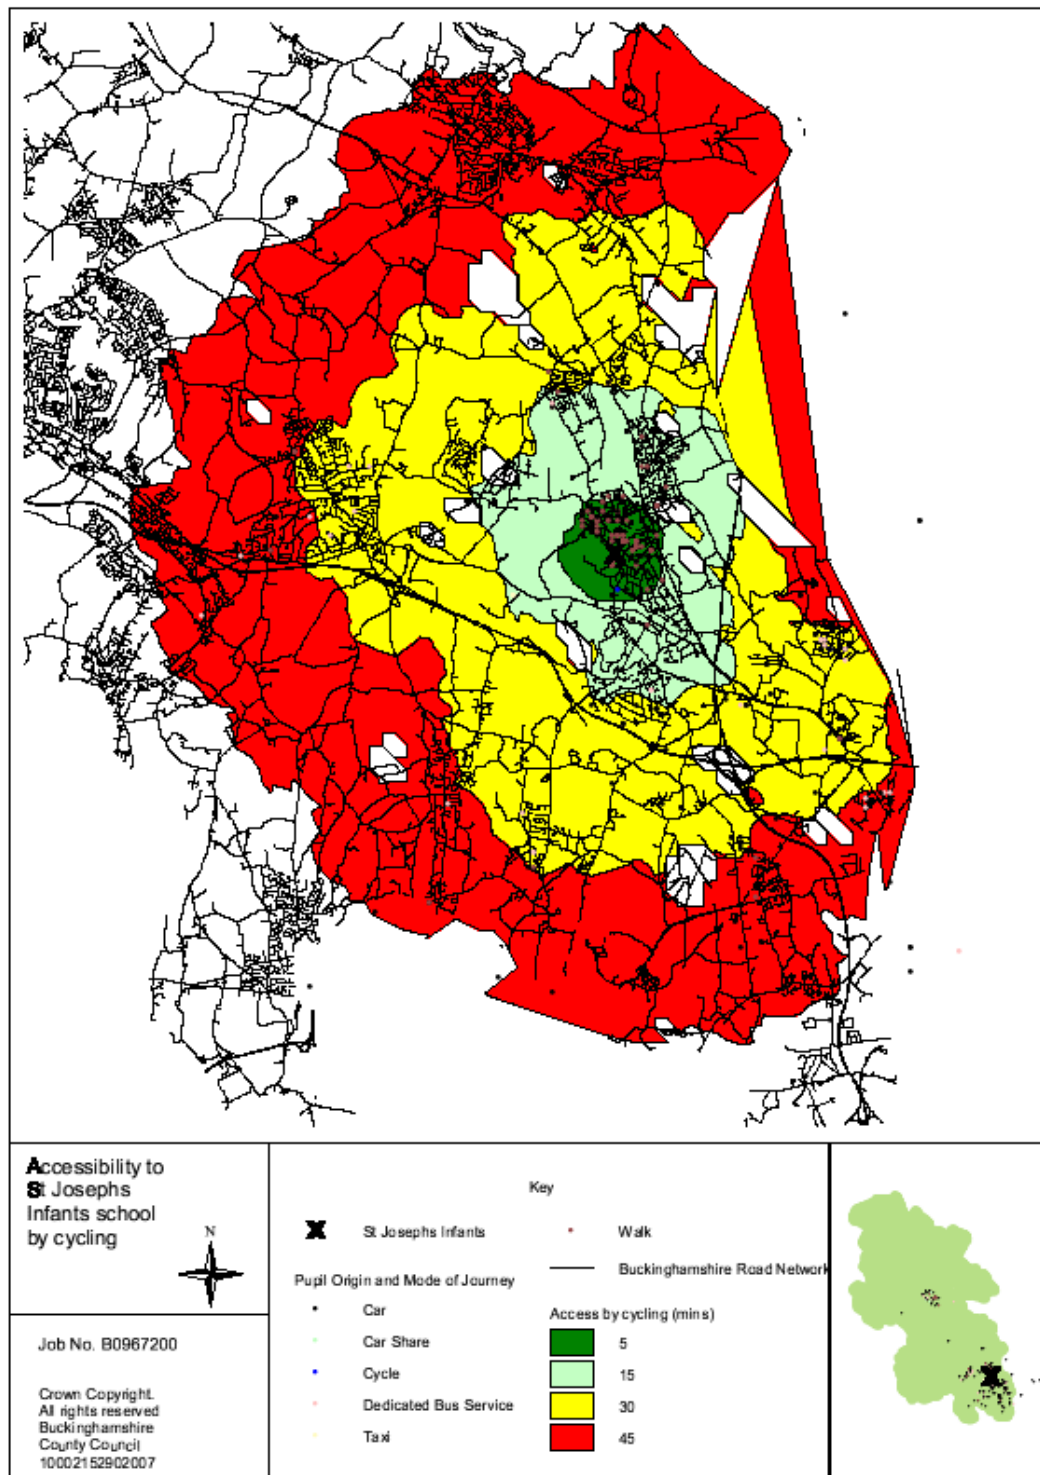 Accessibility to
St Josephs
Infants school
by cycling
N
Job No. B0967200
Crown Copyright.
All rights reserved
Buckinghamshire
County Council
10002152902007
Key
St Josephs Infants
Walk
Pupil Origin and Mode of Journey
Buckinghamshire Road Network
Car
Car Share
Cycle
Dedicated Bus Service
Taxi
Access by cycling (mins)
5
15
30
45